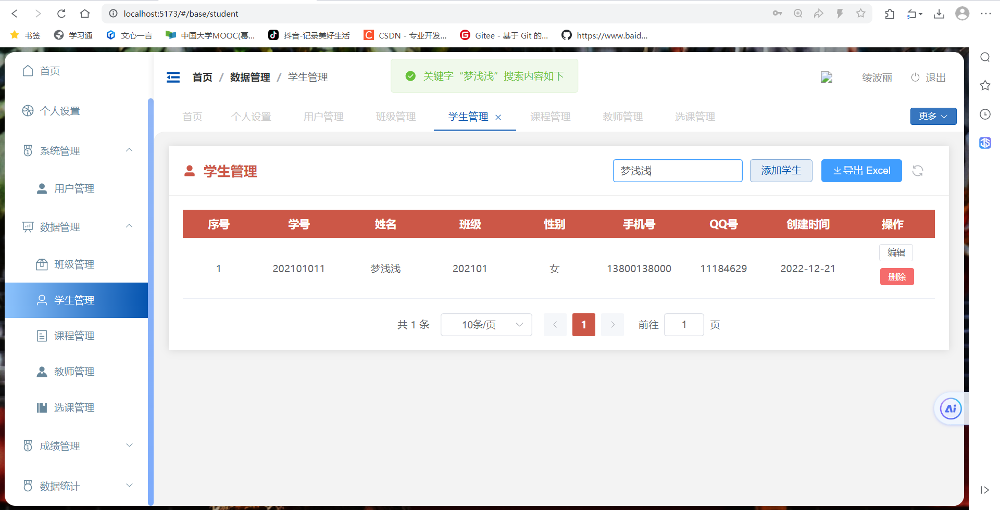 localhost:5173/#/base/student
书签 学习通 文心一言 中国大学MOOC(慕... 抖音-记录美好生活 CSDN - 专业开发... Gitee - 基于 Git 的... https://www.baid...
首页
个人设置
系统管理
用户管理
数据管理
班级管理
学生管理
课程管理
教师管理
选课管理
成绩管理
数据统计
首页 / 数据管理 / 学生管理
关键字“梦浅浅”搜索内容如下
绫波丽 退出
首页 个人设置 用户管理 班级管理 学生管理 课程管理 教师管理 选课管理 更多
学生管理 梦浅浅 添加学生 导出 Excel
序号 学号 姓名 班级 性别 手机号 QQ号 创建时间 操作
1 202101011 梦浅浅 202101 女 13800138000 11184629 2022-12-21 编辑
删除
共 1 条 10条/页 1 前往 1 页
Ai